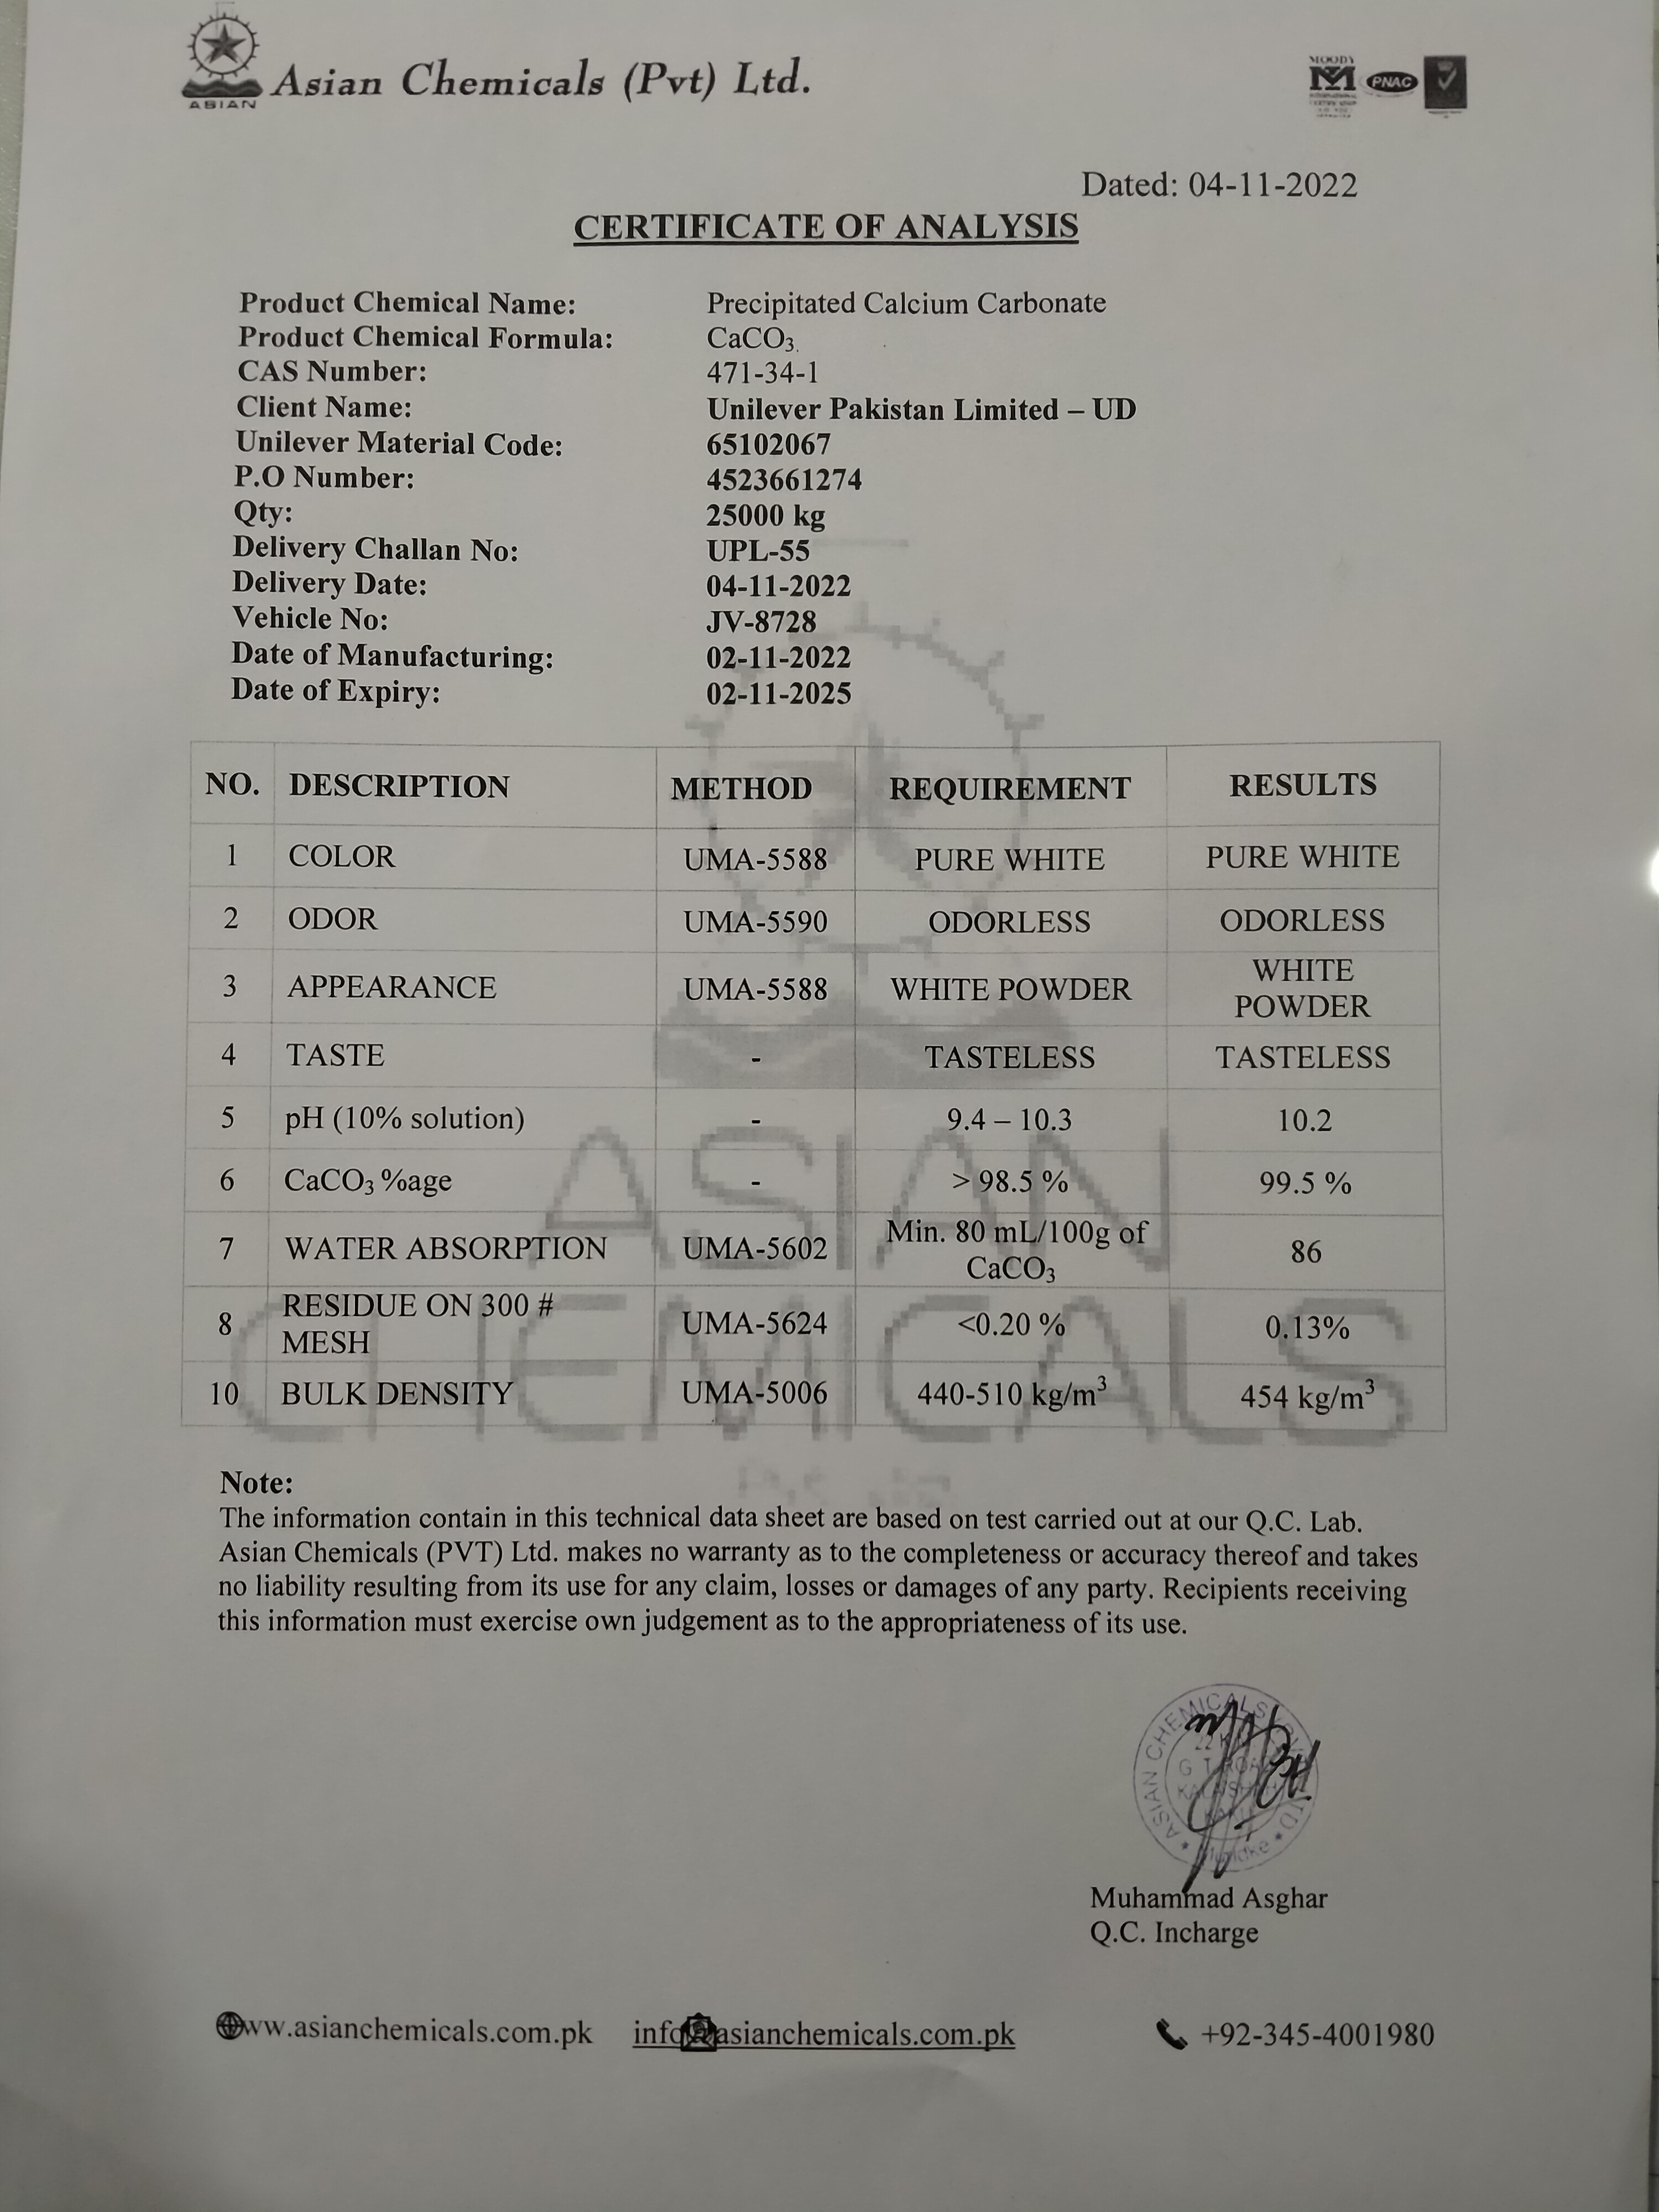 ASIAN
Asian Chemicals (Pvt) Ltd.
MOODY
PNAC
Dated: 04-11-2022
CERTIFICATE OF ANALYSIS
Product Chemical Name: Precipitated Calcium Carbonate
Product Chemical Formula: CaCO₃
CAS Number: 471-34-1
Client Name: Unilever Pakistan Limited – UD
Unilever Material Code: 65102067
P.O Number: 4523661274
Qty: 25000 kg
Delivery Challan No: UPL-55
Delivery Date: 04-11-2022
Vehicle No: JV-8728
Date of Manufacturing: 02-11-2022
Date of Expiry: 02-11-2025
NO. DESCRIPTION METHOD REQUIREMENT RESULTS
1 COLOR UMA-5588 PURE WHITE PURE WHITE
2 ODOR UMA-5590 ODORLESS ODORLESS
3 APPEARANCE UMA-5588 WHITE POWDER WHITE POWDER
4 TASTE - TASTELESS TASTELESS
5 pH (10% solution) - 9.4 – 10.3 10.2
6 CaCO₃ %age - > 98.5 % 99.5 %
7 WATER ABSORPTION UMA-5602 Min. 80 mL/100g of CaCO₃ 86
8 RESIDUE ON 300 # MESH UMA-5624 <0.20 % 0.13%
10 BULK DENSITY UMA-5006 440-510 kg/m³ 454 kg/m³
ASIAN
CHEMICALS
Note:
The information contain in this technical data sheet are based on test carried out at our Q.C. Lab.
Asian Chemicals (PVT) Ltd. makes no warranty as to the completeness or accuracy thereof and takes
no liability resulting from its use for any claim, losses or damages of any party. Recipients receiving
this information must exercise own judgement as to the appropriateness of its use.
ASIAN CHEMICALS
22 KM
G T ROAD
Muridke
Muhammad Asghar
Q.C. Incharge
www.asianchemicals.com.pk info@asianchemicals.com.pk +92-345-4001980